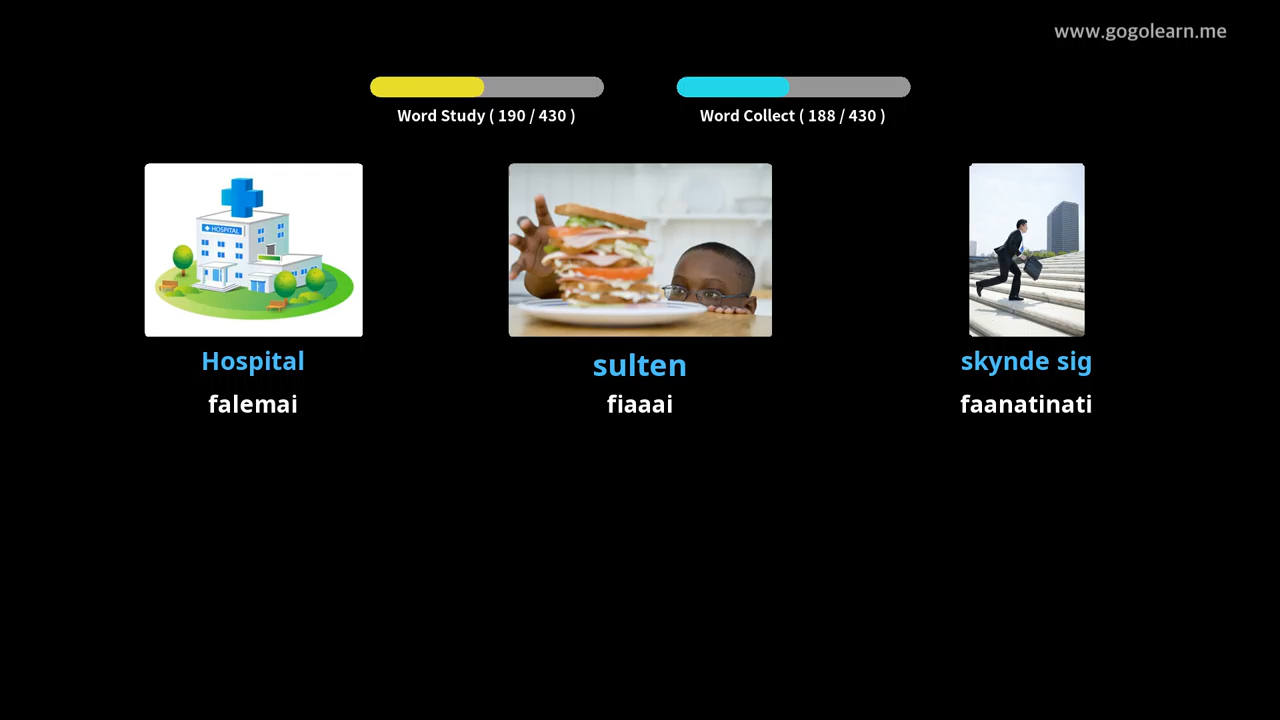 www.gogolearn.me
Word Study ( 190 / 430 )
Word Collect ( 188 / 430 )
HOSPITAL
Hospital
falemai
sulten
fiaaai
skynde sig
faanatinati